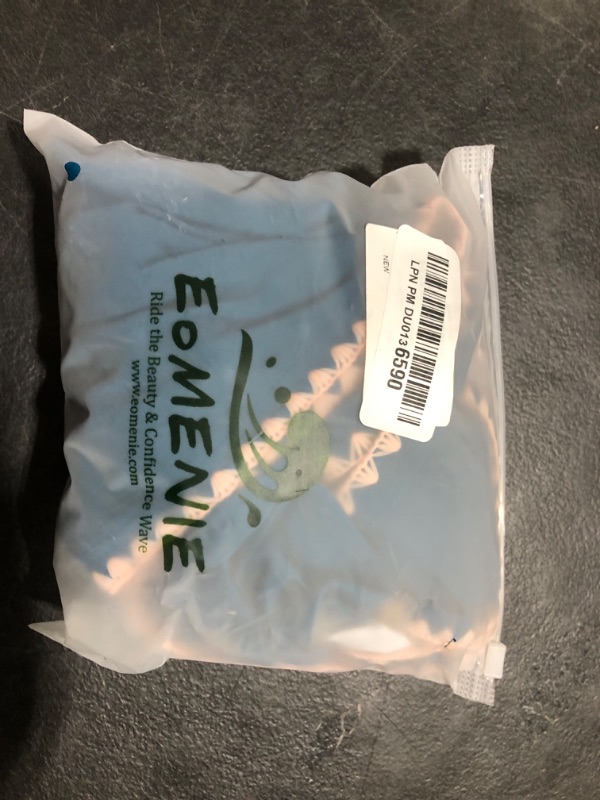 EOMENIE
Ride the Beauty & Confidence Wave
www.eomenie.com
NEW
LPN PM DU0136590